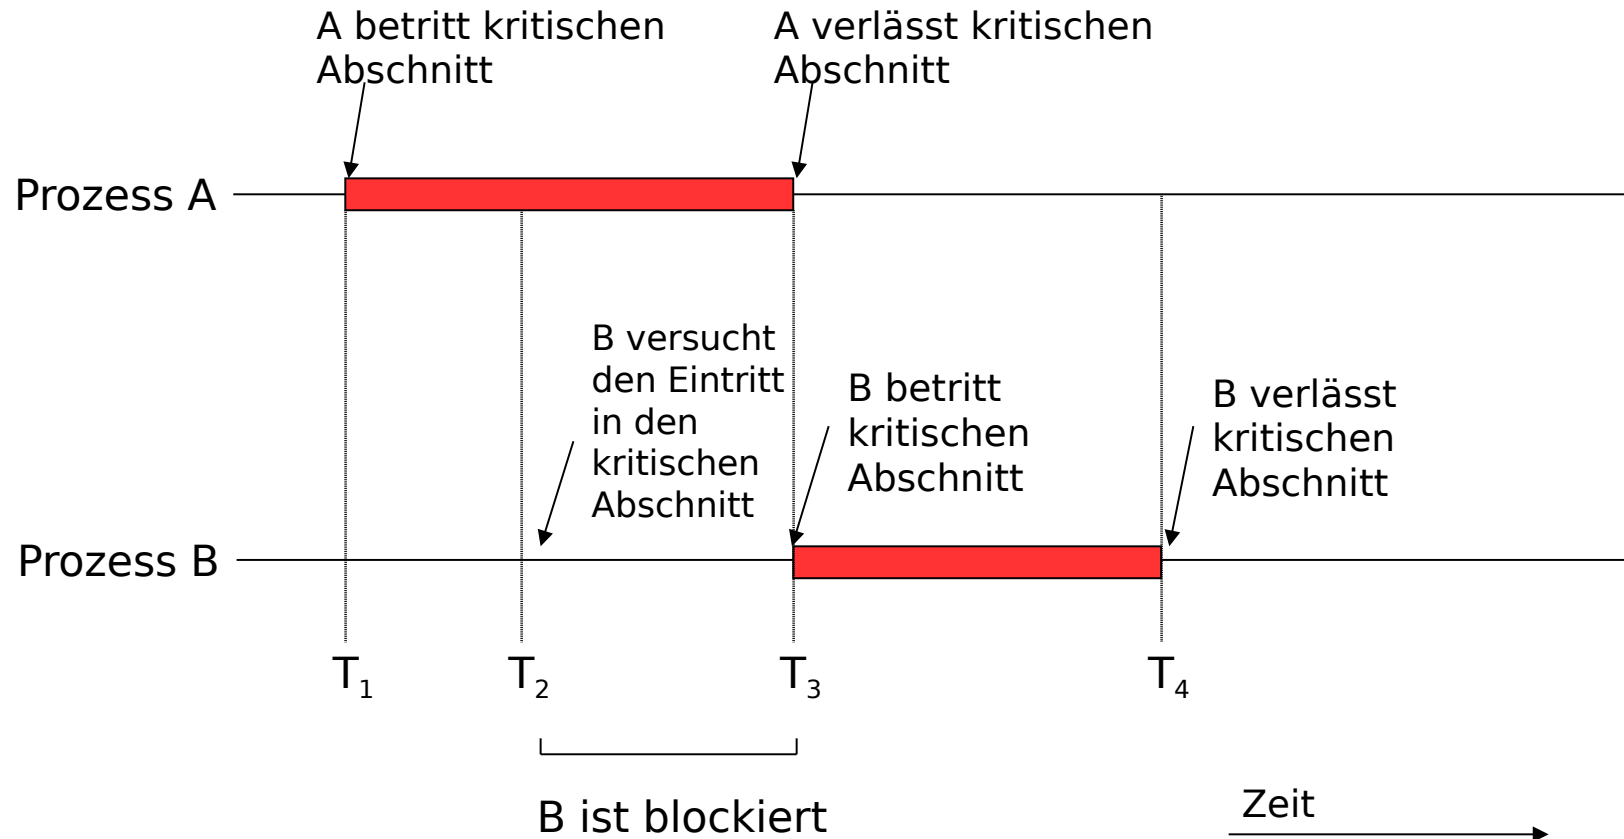 A betritt kritischen
Abschnitt
A verlässt kritischen
Abschnitt
Prozess A
B versucht
den Eintritt
in den
kritischen
Abschnitt
B betritt
kritischen
Abschnitt
B verlässt
kritischen
Abschnitt
Prozess B
T1
T2
T3
T4
B ist blockiert
Zeit